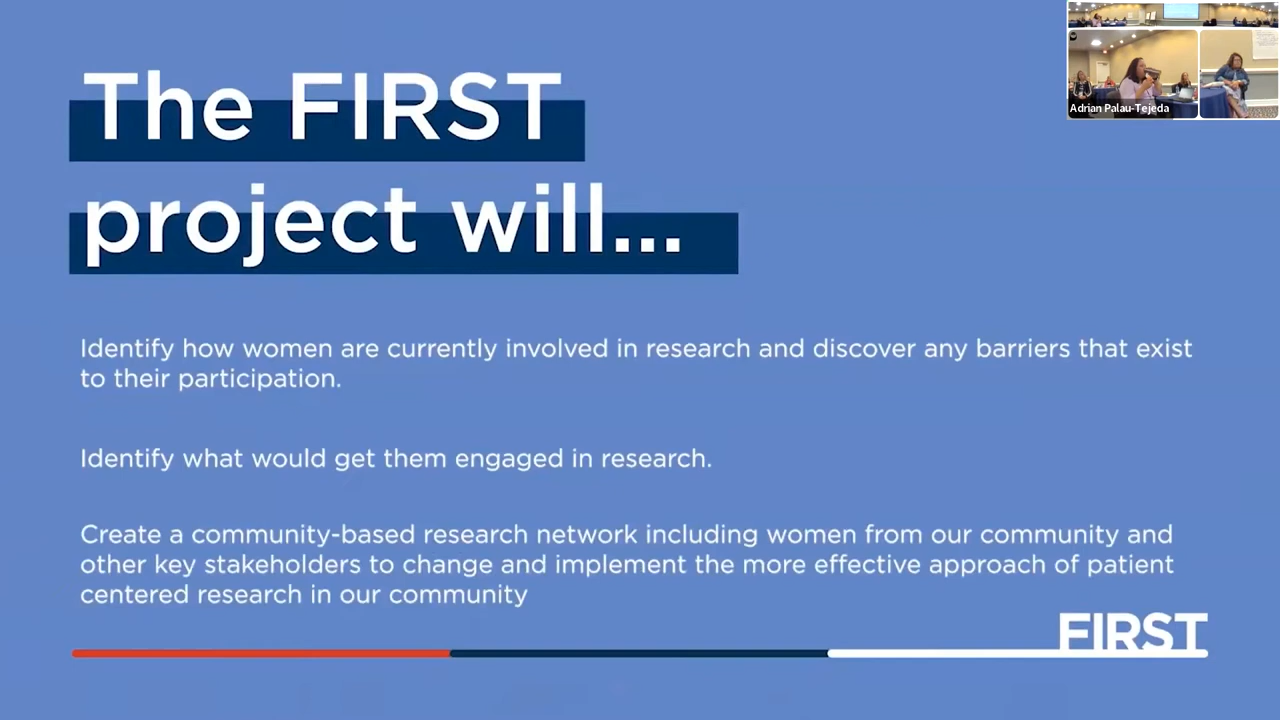 The FIRST
project will...
Adrian Palau-Tejeda
Identify how women are currently involved in research and discover any barriers that exist
to their participation.
Identify what would get them engaged in research.
Create a community-based research network including women from our community and
other key stakeholders to change and implement the more effective approach of patient
centered research in our community
FIRST